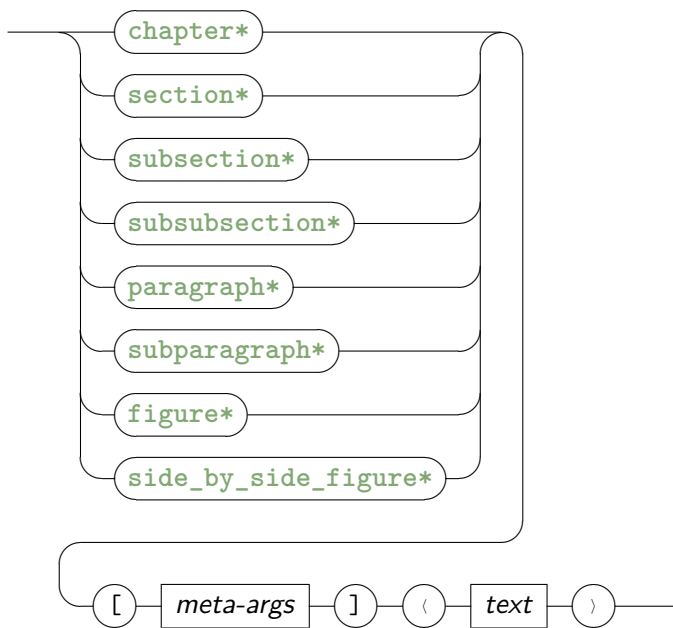 chapter*
section*
subsection*
subsubsection*
paragraph*
subparagraph*
figure*
side_by_side_figure*
[ meta-args ] ⟨ text ⟩